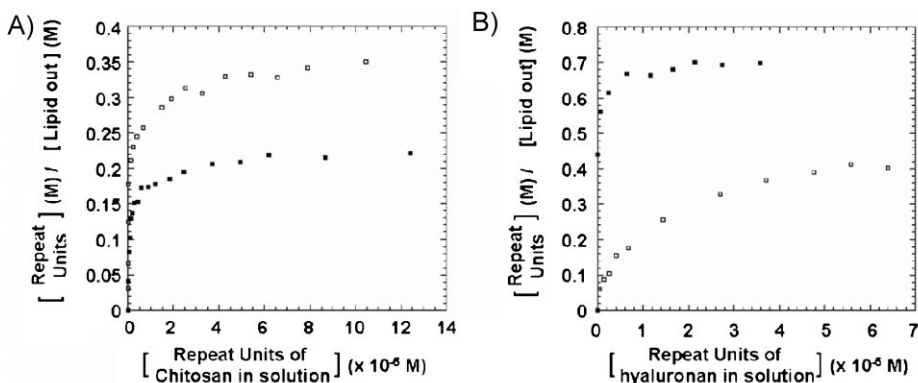 A)
[Repeat Units] (M) / [Lipid out] (M)
0.4
0.35
0.3
0.25
0.2
0.15
0.1
0.05
0
0 2 4 6 8 10 12 14
[Repeat Units of
Chitosan in solution] (× 10⁻⁵ M)
B)
[Repeat Units] (M) / [Lipid out] (M)
0.8
0.7
0.6
0.5
0.4
0.3
0.2
0.1
0
0 1 2 3 4 5 6 7
[Repeat Units of
hyaluronan in solution] (× 10⁻⁵ M)